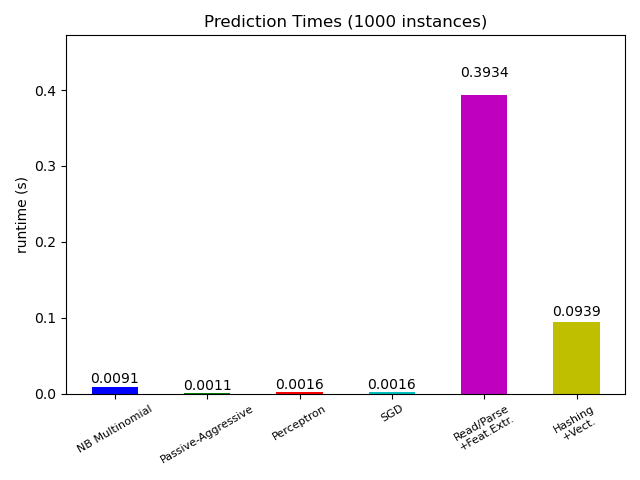 Prediction Times (1000 instances)
runtime (s)
0.4
0.3
0.2
0.1
0.0
0.0091
0.0011
0.0016
0.0016
0.3934
0.0939
NB Multinomial
Passive-Aggressive
Perceptron
SGD
Read/Parse
+Feat.Extr.
Hashing
+Vect.